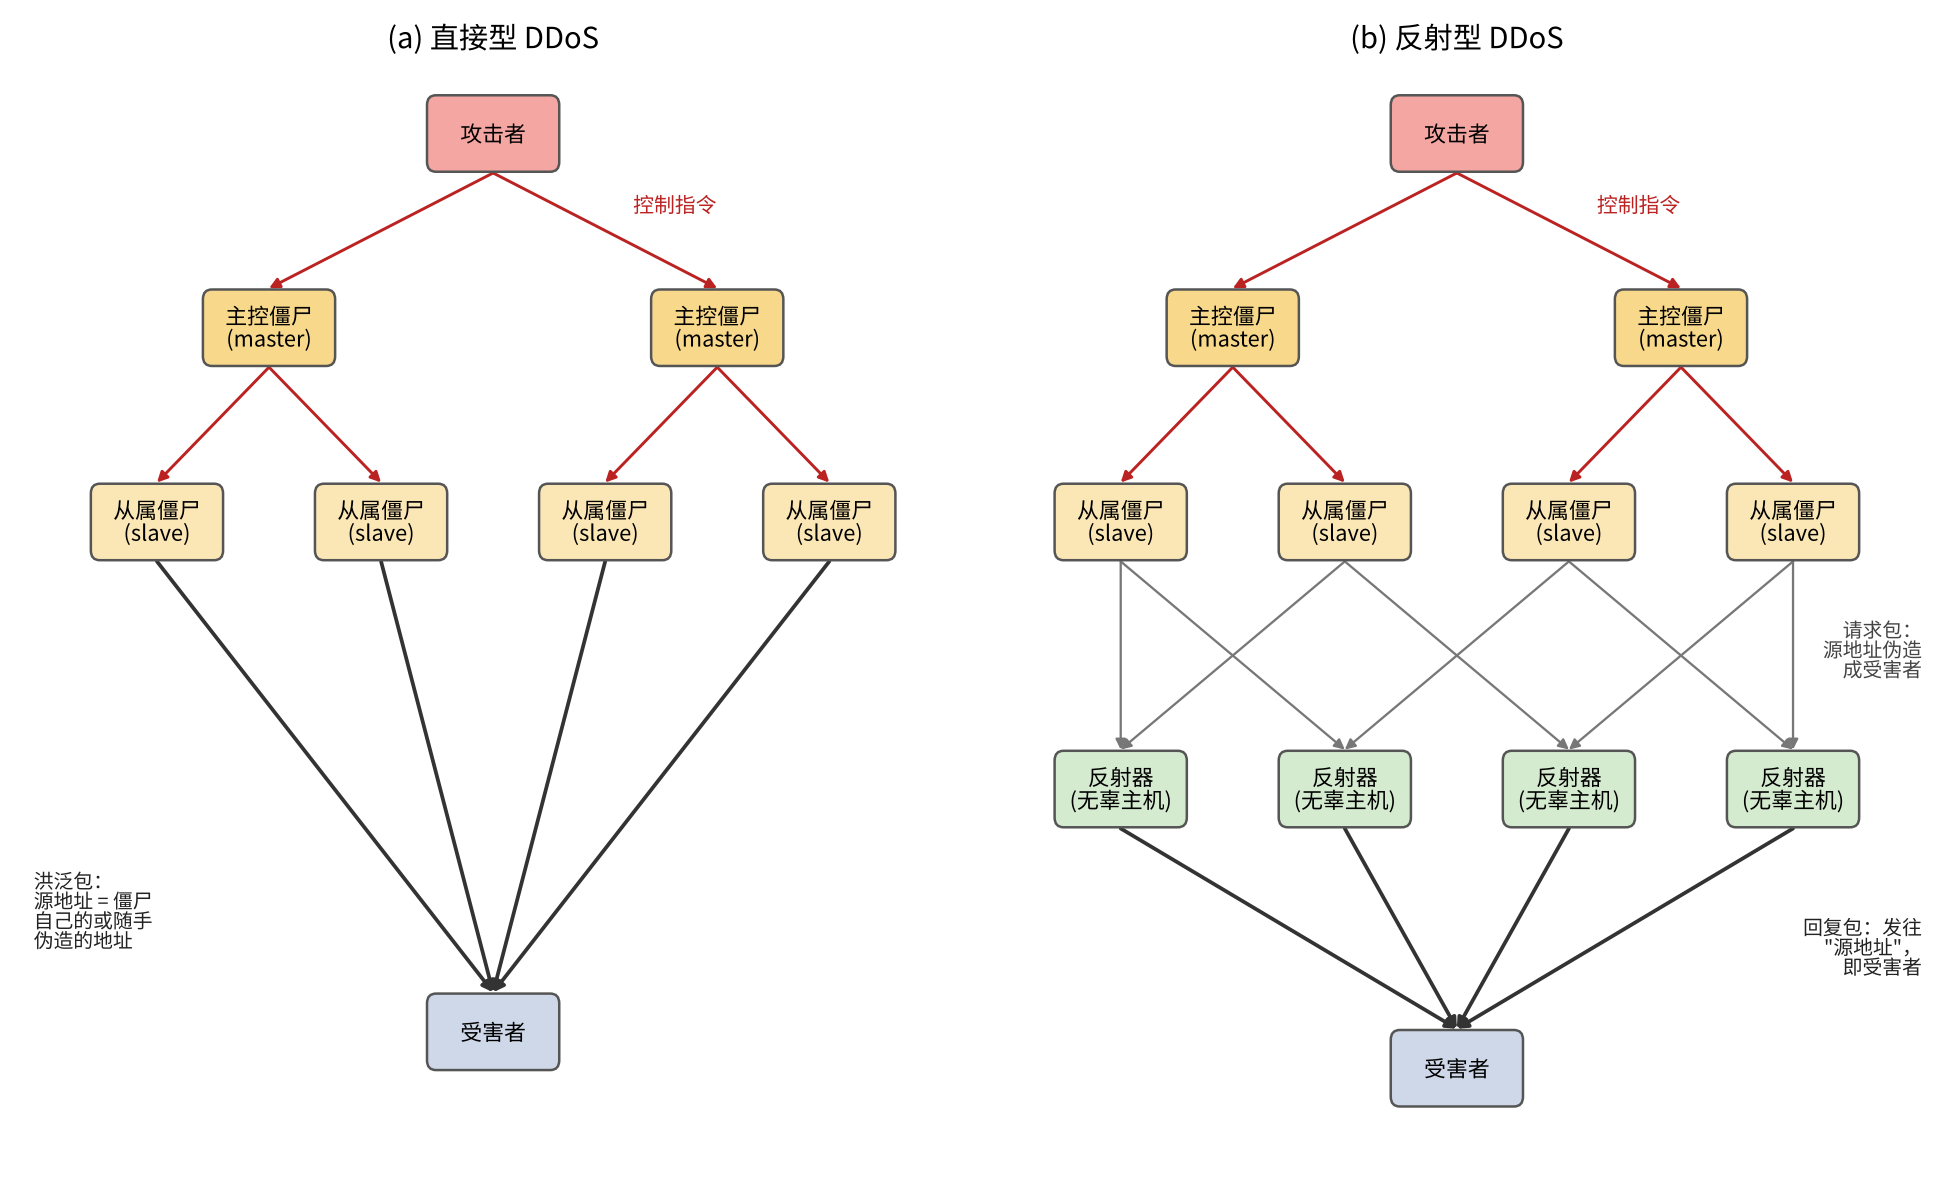 (a) 直接型 DDoS
攻击者
控制指令
主控僵尸
(master)
主控僵尸
(master)
从属僵尸
(slave)
从属僵尸
(slave)
从属僵尸
(slave)
从属僵尸
(slave)
洪泛包：
源地址 = 僵尸
自己的或随手
伪造的地址
受害者
(b) 反射型 DDoS
攻击者
控制指令
主控僵尸
(master)
主控僵尸
(master)
从属僵尸
(slave)
从属僵尸
(slave)
从属僵尸
(slave)
从属僵尸
(slave)
请求包：
源地址伪造
成受害者
反射器
(无辜主机)
反射器
(无辜主机)
反射器
(无辜主机)
反射器
(无辜主机)
回复包：发往
"源地址"，
即受害者
受害者